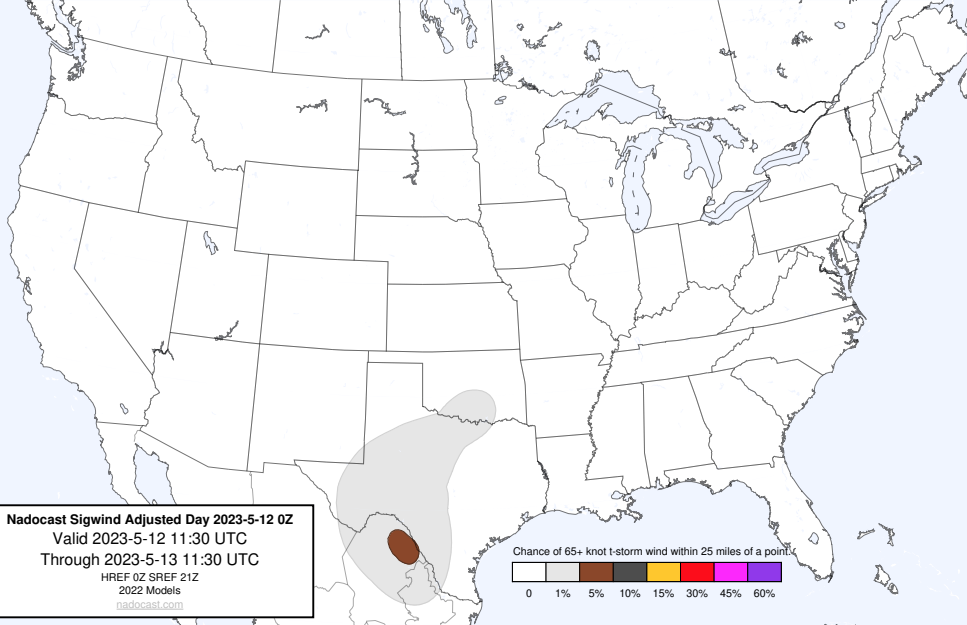 Nadocast Sigwind Adjusted Day 2023-5-12 0Z
Valid 2023-5-12 11:30 UTC
Through 2023-5-13 11:30 UTC
HREF 0Z SREF 21Z
2022 Models
nadocast.com
Chance of 65+ knot t-storm wind within 25 miles of a point.
0 1% 5% 10% 15% 30% 45% 60%